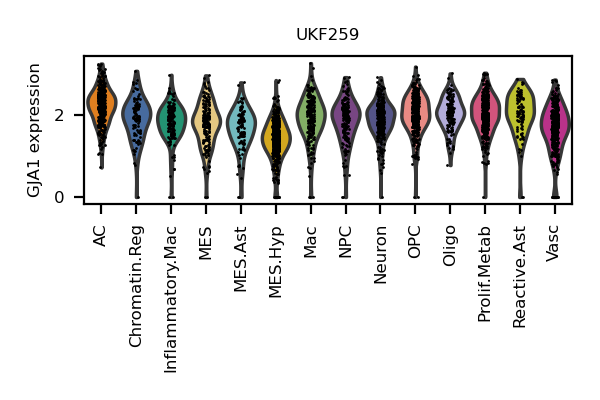 UKF259
GJA1 expression
2
0
AC
Chromatin.Reg
Inflammatory.Mac
MES
MES.Ast
MES.Hyp
Mac
NPC
Neuron
OPC
Oligo
Prolif.Metab
Reactive.Ast
Vasc